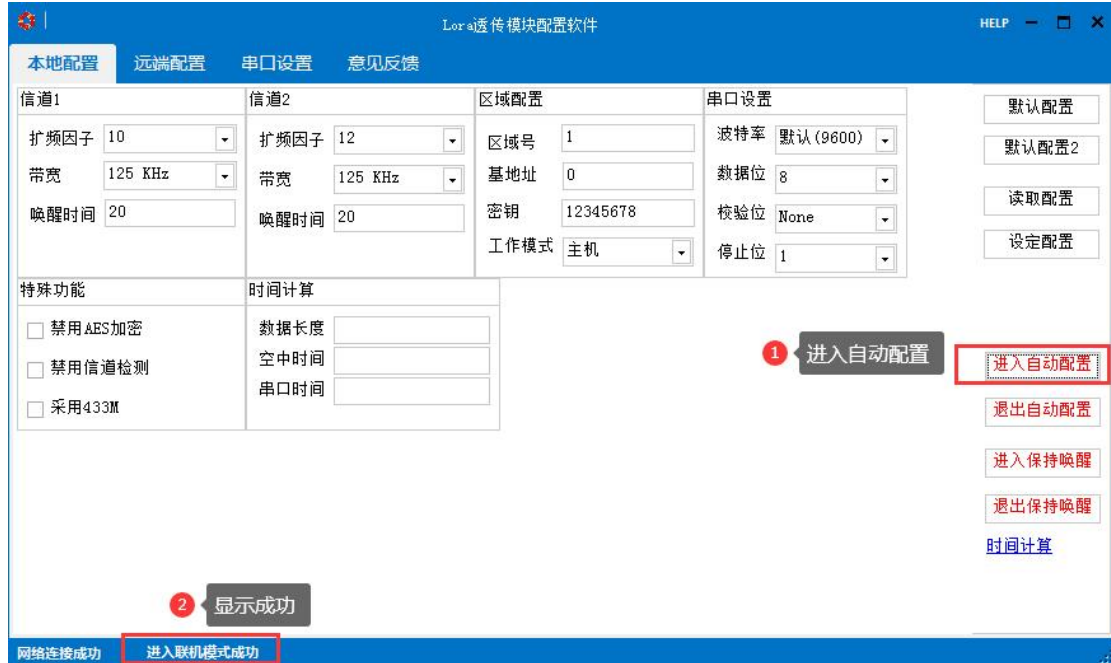 Lora透传模块配置软件
HELP
本地配置 远端配置 串口设置 意见反馈
信道1
扩频因子 10
带宽 125 KHz
唤醒时间 20
信道2
扩频因子 12
带宽 125 KHz
唤醒时间 20
区域配置
区域号 1
基地址 0
密钥 12345678
工作模式 主机
串口设置
波特率 默认(9600)
数据位 8
校验位 None
停止位 1
默认配置
默认配置2
读取配置
设定配置
特殊功能
禁用AES加密
禁用信道检测
采用433M
时间计算
数据长度
空中时间
串口时间
1 进入自动配置
进入自动配置
退出自动配置
进入保持唤醒
退出保持唤醒
时间计算
2 显示成功
网络连接成功 进入联机模式成功